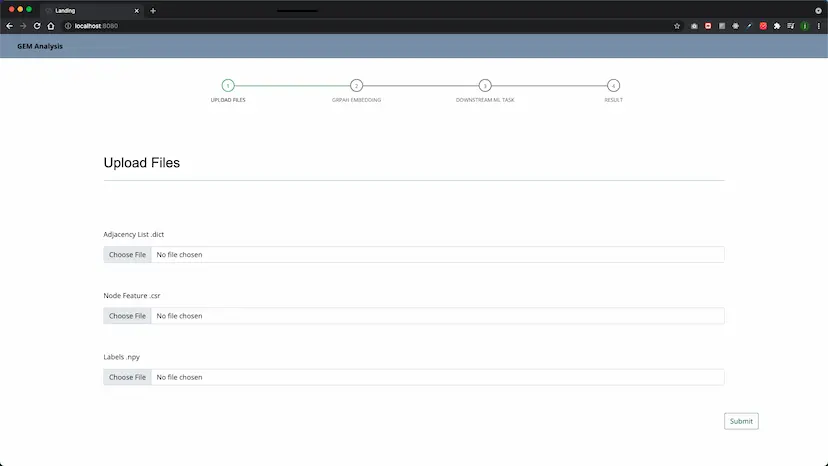 Landing
localhost:8080
GEM Analysis
1 2 3 4
UPLOAD FILES GRPAH EMBEDDING DOWNSTREAM ML TASK RESULT
Upload Files
Adjacency List .dict
Choose File No file chosen
Node Feature .csr
Choose File No file chosen
Labels .npy
Choose File No file chosen
Submit